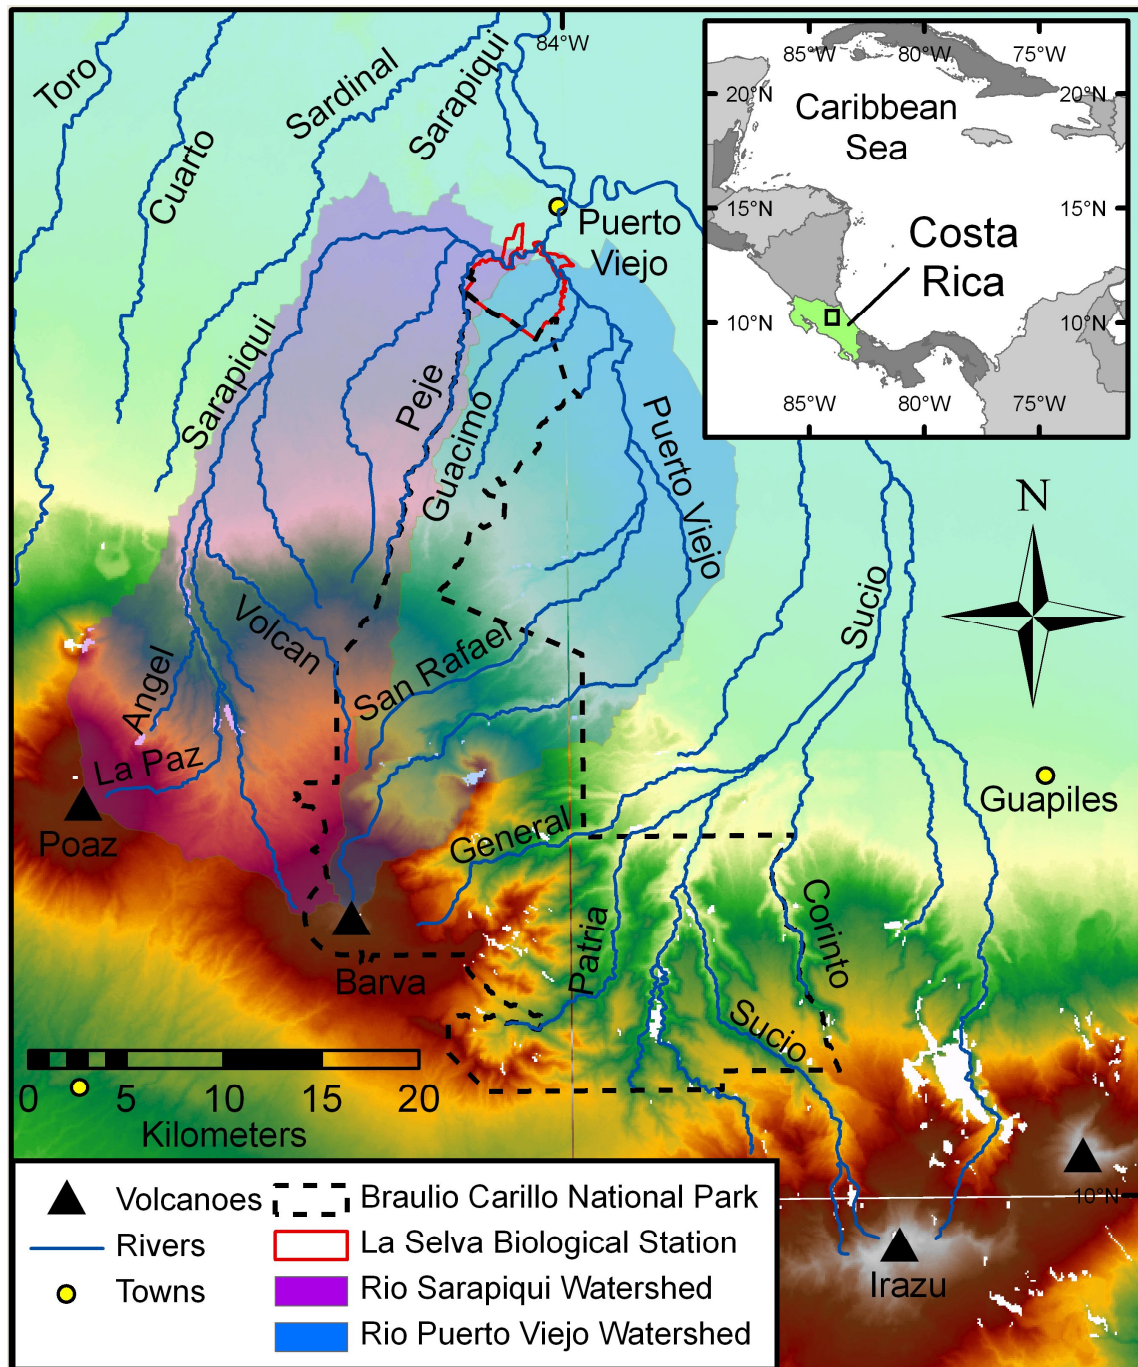 84°W
Toro
Cuarto
Sardinal
Sarapiqui
85°W
80°W
75°W
20°N
20°N
Caribbean
Sea
15°N
15°N
Costa
Rica
10°N
10°N
85°W
80°W
75°W
Puerto
Viejo
Sarapiqui
Peje
Guacimo
Puerto Viejo
N
Sucio
Volcan
San Rafael
Angel
La Paz
Poaz
General
Guapiles
Barva
Patria
Corinto
Sucio
0 5 10 15 20
Kilometers
10°N
Irazu
Volcanoes
Rivers
Towns
Braulio Carillo National Park
La Selva Biological Station
Rio Sarapiqui Watershed
Rio Puerto Viejo Watershed